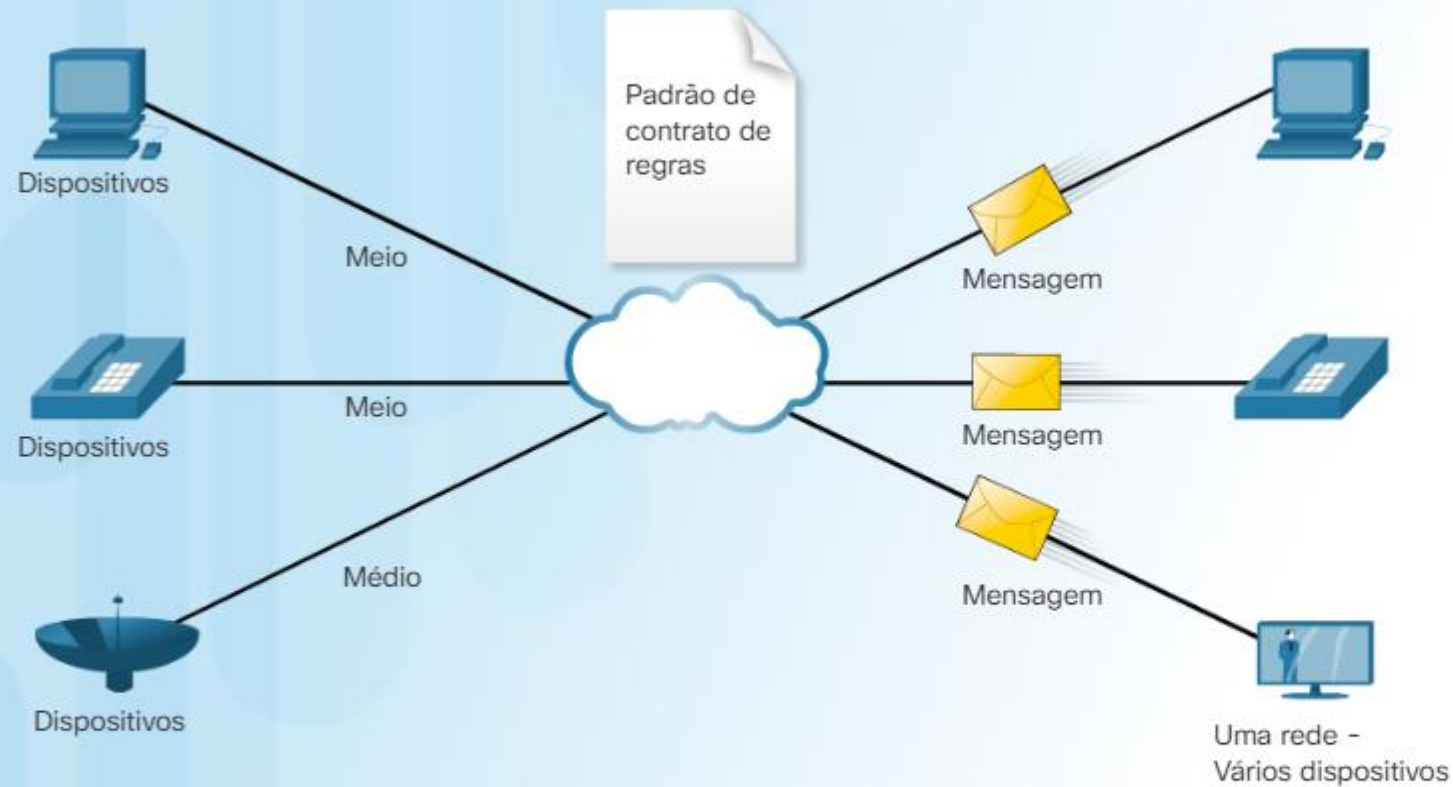 Padrão de
contrato de
regras
Dispositivos
Meio
Mensagem
Meio
Mensagem
Dispositivos
Médio
Mensagem
Dispositivos
Uma rede -
Vários dispositivos